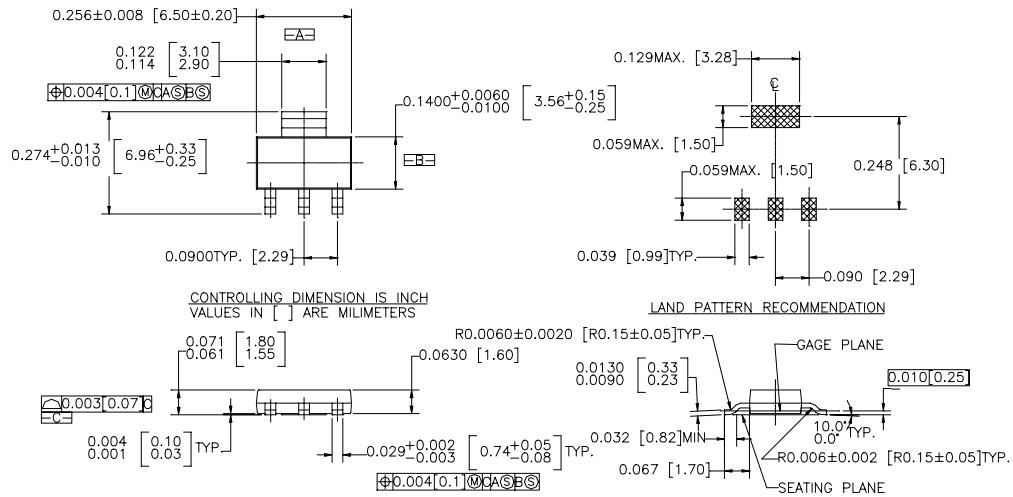 0.256±0.008 [6.50±0.20]
A
0.122 [3.10
0.114 2.90]
⌖ 0.004[0.1]Ⓜ C AⓈ BⓈ
0.1400+0.0060 -0.0100 [3.56+0.15 -0.25]
0.274+0.013 -0.010 [6.96+0.33 -0.25]
B
0.0900TYP. [2.29]
0.129MAX. [3.28]
℄
0.059MAX. [1.50]
0.059MAX. [1.50]
0.248 [6.30]
0.039 [0.99]TYP.
0.090 [2.29]
CONTROLLING DIMENSION IS INCH
VALUES IN [ ] ARE MILIMETERS
LAND PATTERN RECOMMENDATION
0.071 [1.80
0.061 1.55]
0.0630 [1.60]
⌓ 0.003[0.07] C
C
0.004 [0.10
0.001 0.03] TYP.
0.029+0.002 -0.003 [0.74+0.05 -0.08] TYP.
⌖ 0.004[0.1]Ⓜ C AⓈ BⓈ
R0.0060±0.0020 [R0.15±0.05]TYP.
GAGE PLANE
0.0130 [0.33
0.0090 0.23]
0.010[0.25]
10.0°
0.0° TYP.
0.032 [0.82]MIN
R0.006±0.002 [R0.15±0.05]TYP.
0.067 [1.70]
SEATING PLANE